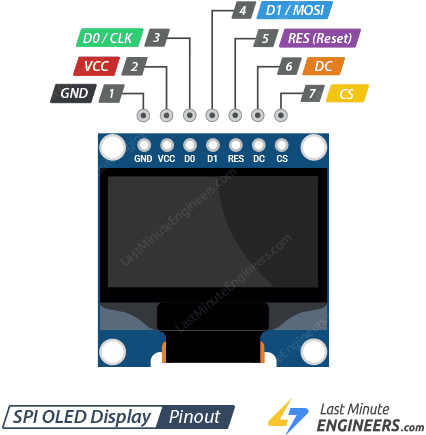 4 D1 / MOSI
D0 / CLK 3
5 RES (Reset)
VCC 2
6 DC
GND 1
7 CS
GND VCC D0 D1 RES DC CS
LastMinuteEngineers.com
LastMinuteEngineers.com
LastMinuteEngineers.com
LastMinuteEngineers.com
SPI OLED Display Pinout
Last Minute
ENGINEERS.com